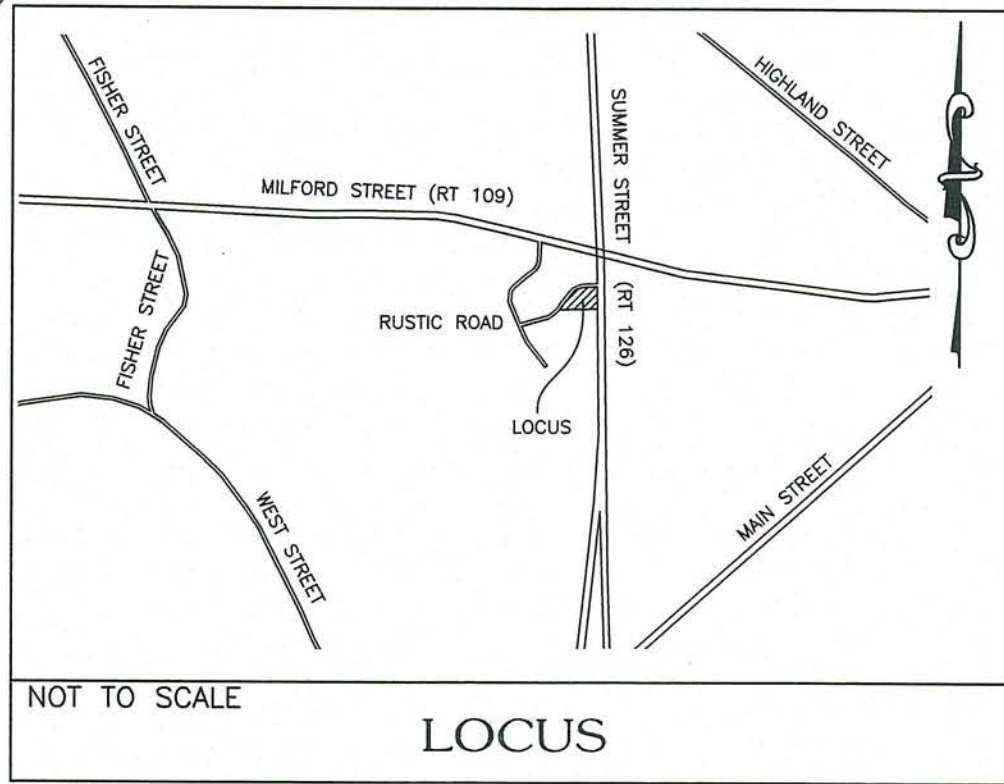 FISHER STREET
HIGHLAND STREET
SUMMER STREET
MILFORD STREET (RT 109)
FISHER STREET
(RT 126)
RUSTIC ROAD
LOCUS
MAIN STREET
WEST STREET
NOT TO SCALE
LOCUS